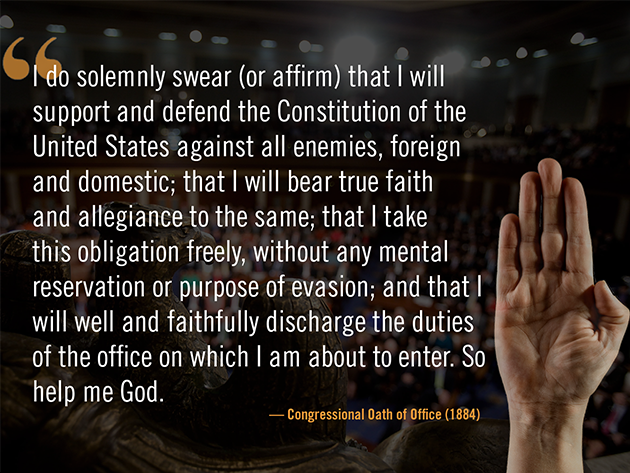 “
I do solemnly swear (or affirm) that I will
support and defend the Constitution of the
United States against all enemies, foreign
and domestic; that I will bear true faith
and allegiance to the same; that I take
this obligation freely, without any mental
reservation or purpose of evasion; and that I
will well and faithfully discharge the duties
of the office on which I am about to enter. So
help me God.
— Congressional Oath of Office (1884)